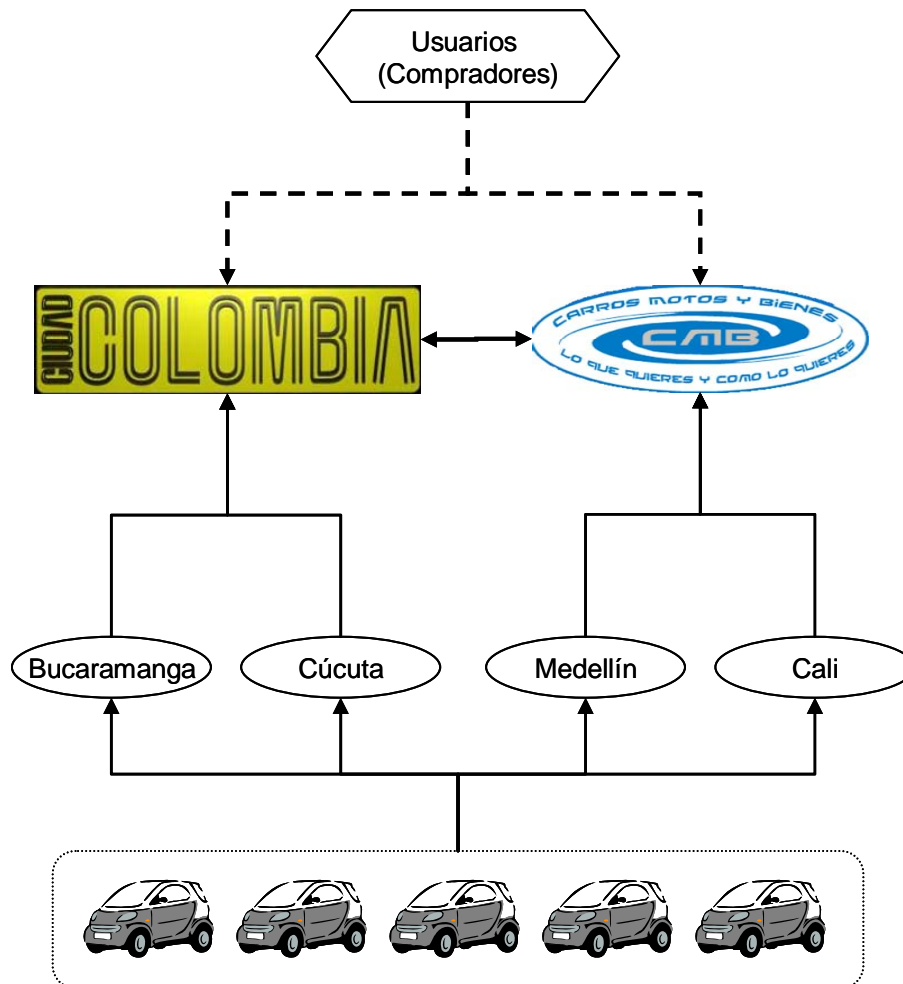 Usuarios
(Compradores)
CIUDAD
COLOMBIA
CARROS MOTOS Y BIENES
CMB
LO QUE QUIERES Y COMO LO QUIERES
Bucaramanga
Cúcuta
Medellín
Cali